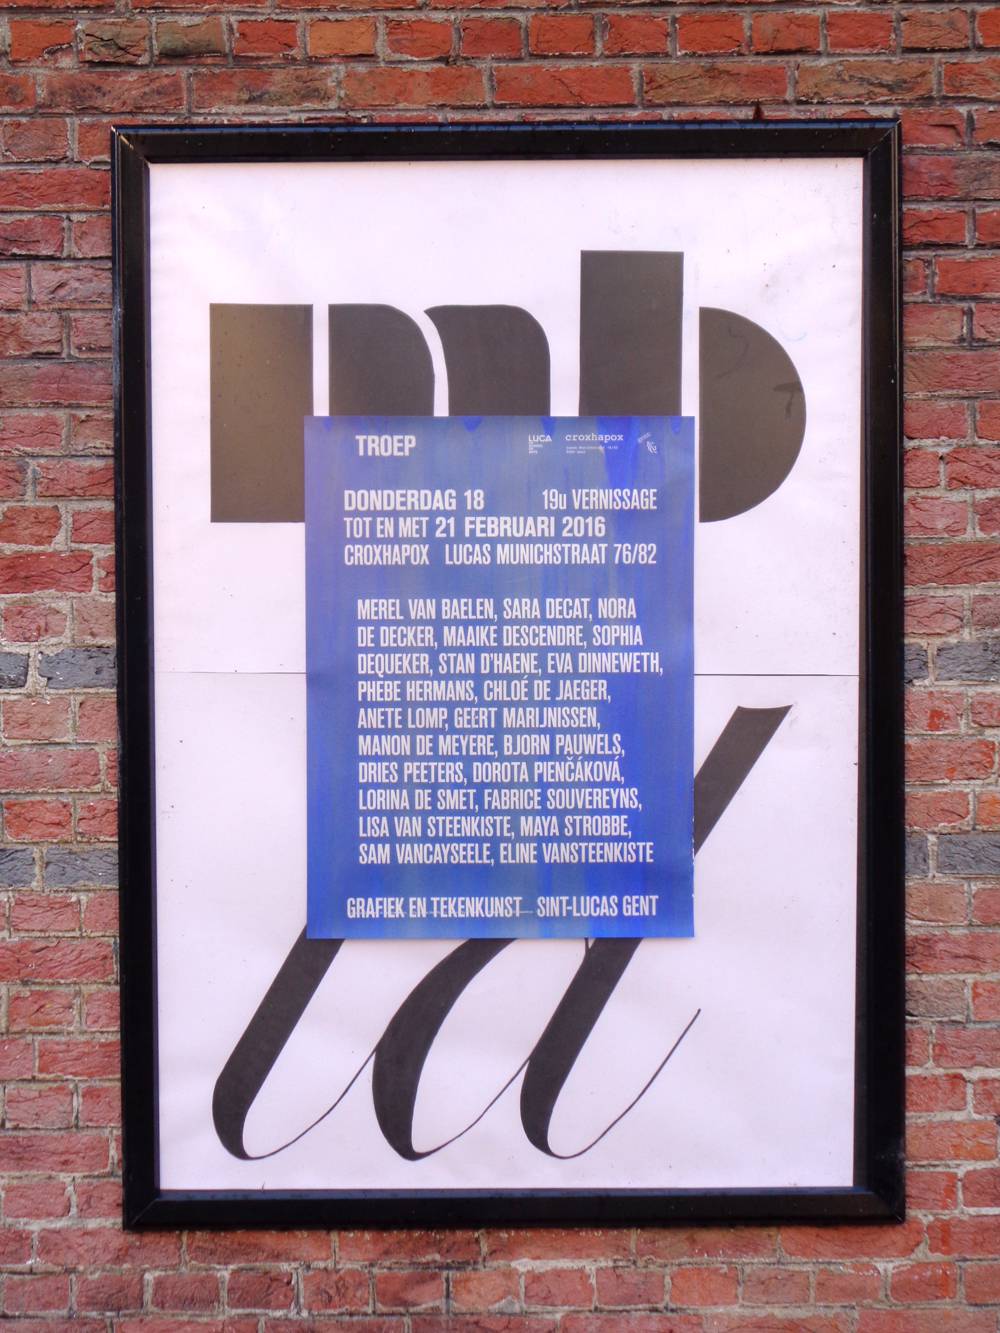 mb
TROEP
LUCA
croxhapox
DONDERDAG 18 19u VERNISSAGE
TOT EN MET 21 FEBRUARI 2016
CROXHAPOX LUCAS MUNICHSTRAAT 76/82
MEREL VAN BAELEN, SARA DECAT, NORA
DE DECKER, MAAIKE DESCENDRE, SOPHIA
DEQUEKER, STAN D'HAENE, EVA DINNEWETH,
PHEBE HERMANS, CHLOÉ DE JAEGER,
ANETE LOMP, GEERT MARIJNISSEN,
MANON DE MEYERE, BJORN PAUWELS,
DRIES PEETERS, DOROTA PIENČÁKOVÁ,
LORINA DE SMET, FABRICE SOUVEREYNS,
LISA VAN STEENKISTE, MAYA STROBBE,
SAM VANCAYSEELE, ELINE VANSTEENKISTE
GRAFIEK EN TEKENKUNST SINT-LUCAS GENT